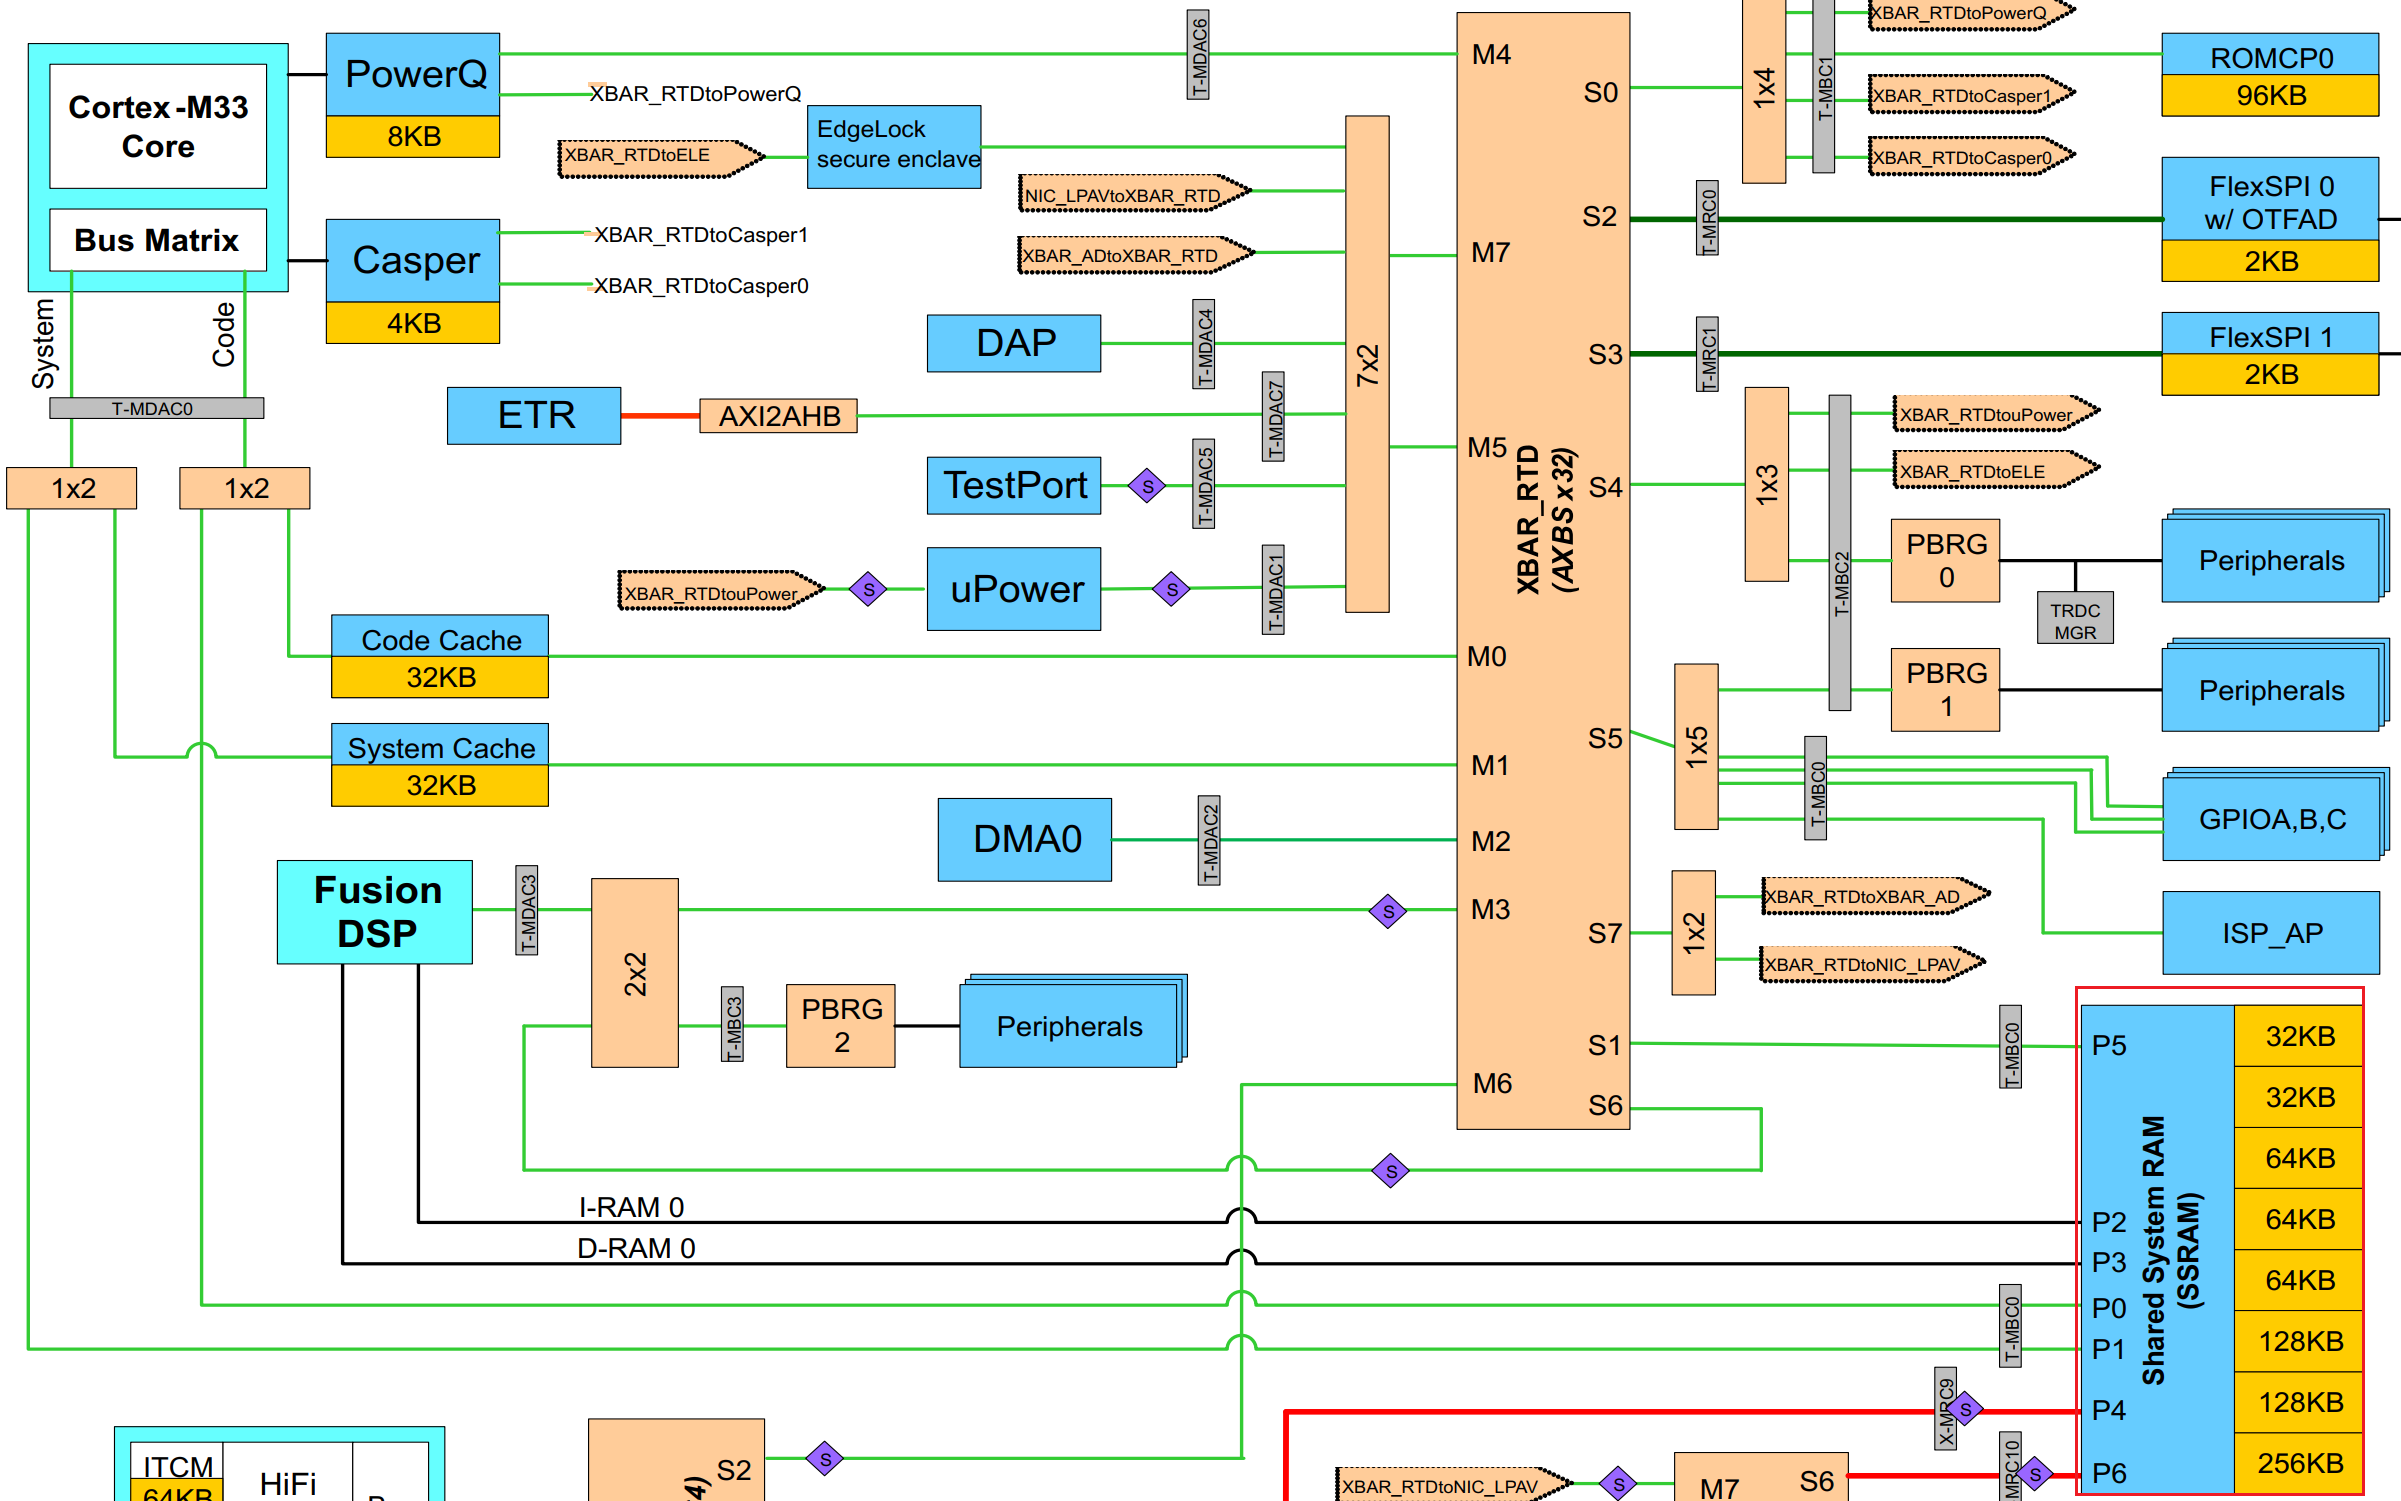 Cortex-M33
Core
Bus Matrix
System
Code
T-MDAC0
1x2
1x2
PowerQ
8KB
XBAR_RTDtoPowerQ
XBAR_RTDtoELE
EdgeLock
secure enclave
Casper
4KB
XBAR_RTDtoCasper1
XBAR_RTDtoCasper0
NIC_LPAVtoXBAR_RTD
XBAR_ADtoXBAR_RTD
T-MDAC6
DAP
T-MDAC4
ETR
AXI2AHB
T-MDAC7
TestPort
S
T-MDAC5
XBAR_RTDtouPower
S
uPower
S
T-MDAC1
7x2
Code Cache
32KB
System Cache
32KB
DMA0
T-MDAC2
Fusion
DSP
T-MDAC3
2x2
S
T-MBC3
PBRG
2
Peripherals
S
I-RAM 0
D-RAM 0
M4
M7
M5
M0
M1
M2
M3
M6
XBAR_RTD
(AXBS x32)
S0
S2
S3
S4
S5
S7
S1
S6
1x4
T-MBC1
XBAR_RTDtoPowerQ
XBAR_RTDtoCasper1
XBAR_RTDtoCasper0
ROMCP0
96KB
T-MRC0
FlexSPI 0
w/ OTFAD
2KB
T-MRC1
FlexSPI 1
2KB
1x3
T-MBC2
XBAR_RTDtouPower
XBAR_RTDtoELE
PBRG
0
TRDC
MGR
Peripherals
PBRG
1
Peripherals
1x5
T-MBC0
GPIOA,B,C
ISP_AP
1x2
XBAR_RTDtoXBAR_AD
XBAR_RTDtoNIC_LPAV
T-MBC0
T-MBC0
X-MRC9
S
MRC10
S
P5
P2
P3
P0
P1
P4
P6
Shared System RAM
(SSRAM)
32KB
32KB
64KB
64KB
64KB
128KB
128KB
256KB
ITCM
64KB
HiFi
S2
4)
S
XBAR_RTDtoNIC_LPAV
S
M7
S6